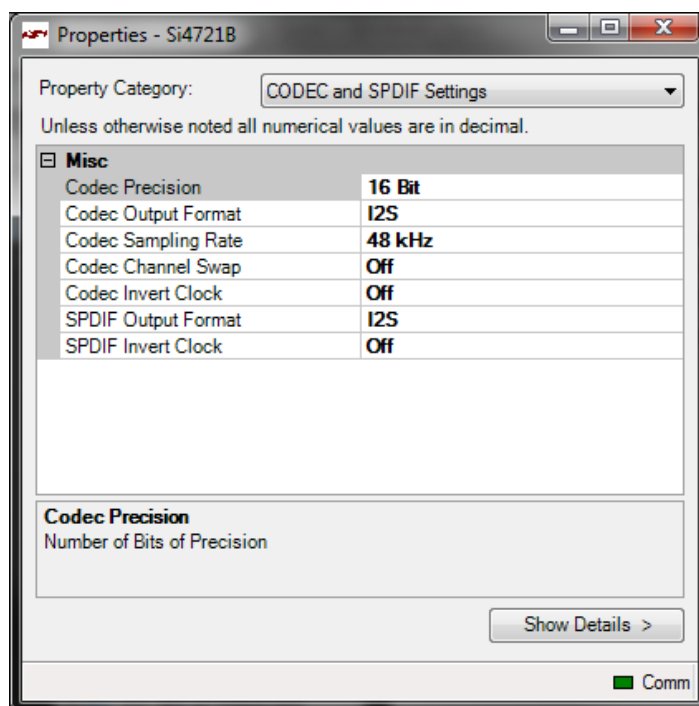 Properties - Si4721B
Property Category: CODEC and SPDIF Settings
Unless otherwise noted all numerical values are in decimal.
Misc
Codec Precision 16 Bit
Codec Output Format I2S
Codec Sampling Rate 48 kHz
Codec Channel Swap Off
Codec Invert Clock Off
SPDIF Output Format I2S
SPDIF Invert Clock Off
Codec Precision
Number of Bits of Precision
Show Details >
Comm